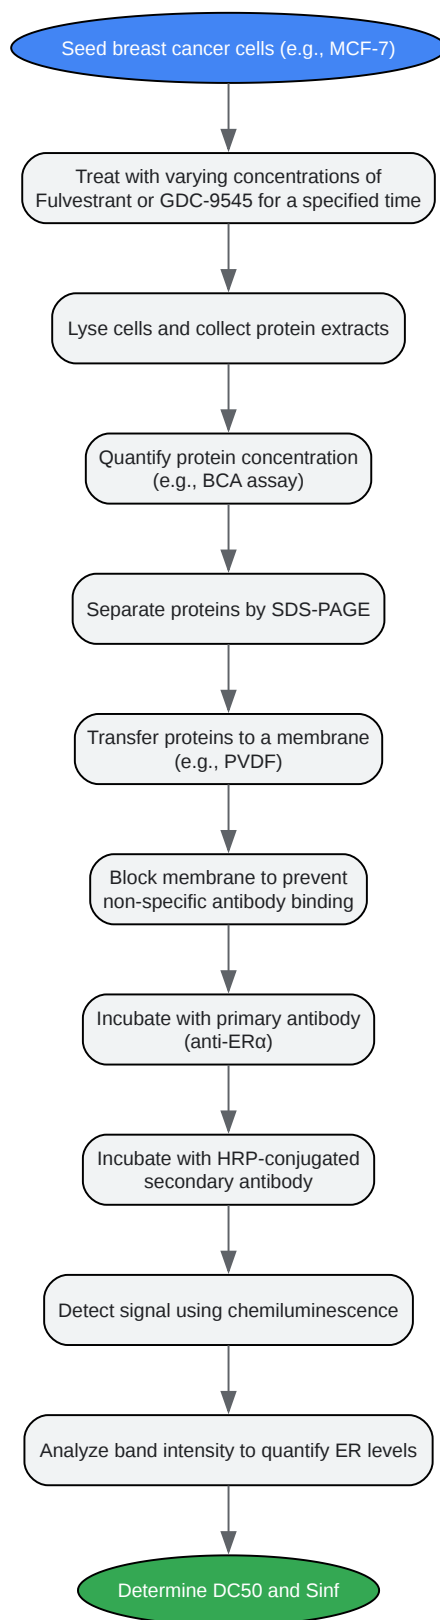 Seed breast cancer cells (e.g., MCF-7)
Treat with varying concentrations of
Fulvestrant or GDC-9545 for a specified time
Lyse cells and collect protein extracts
Quantify protein concentration
(e.g., BCA assay)
Separate proteins by SDS-PAGE
Transfer proteins to a membrane
(e.g., PVDF)
Block membrane to prevent
non-specific antibody binding
Incubate with primary antibody
(anti-ERα)
Incubate with HRP-conjugated
secondary antibody
Detect signal using chemiluminescence
Analyze band intensity to quantify ER levels
Determine DC50 and Sinf